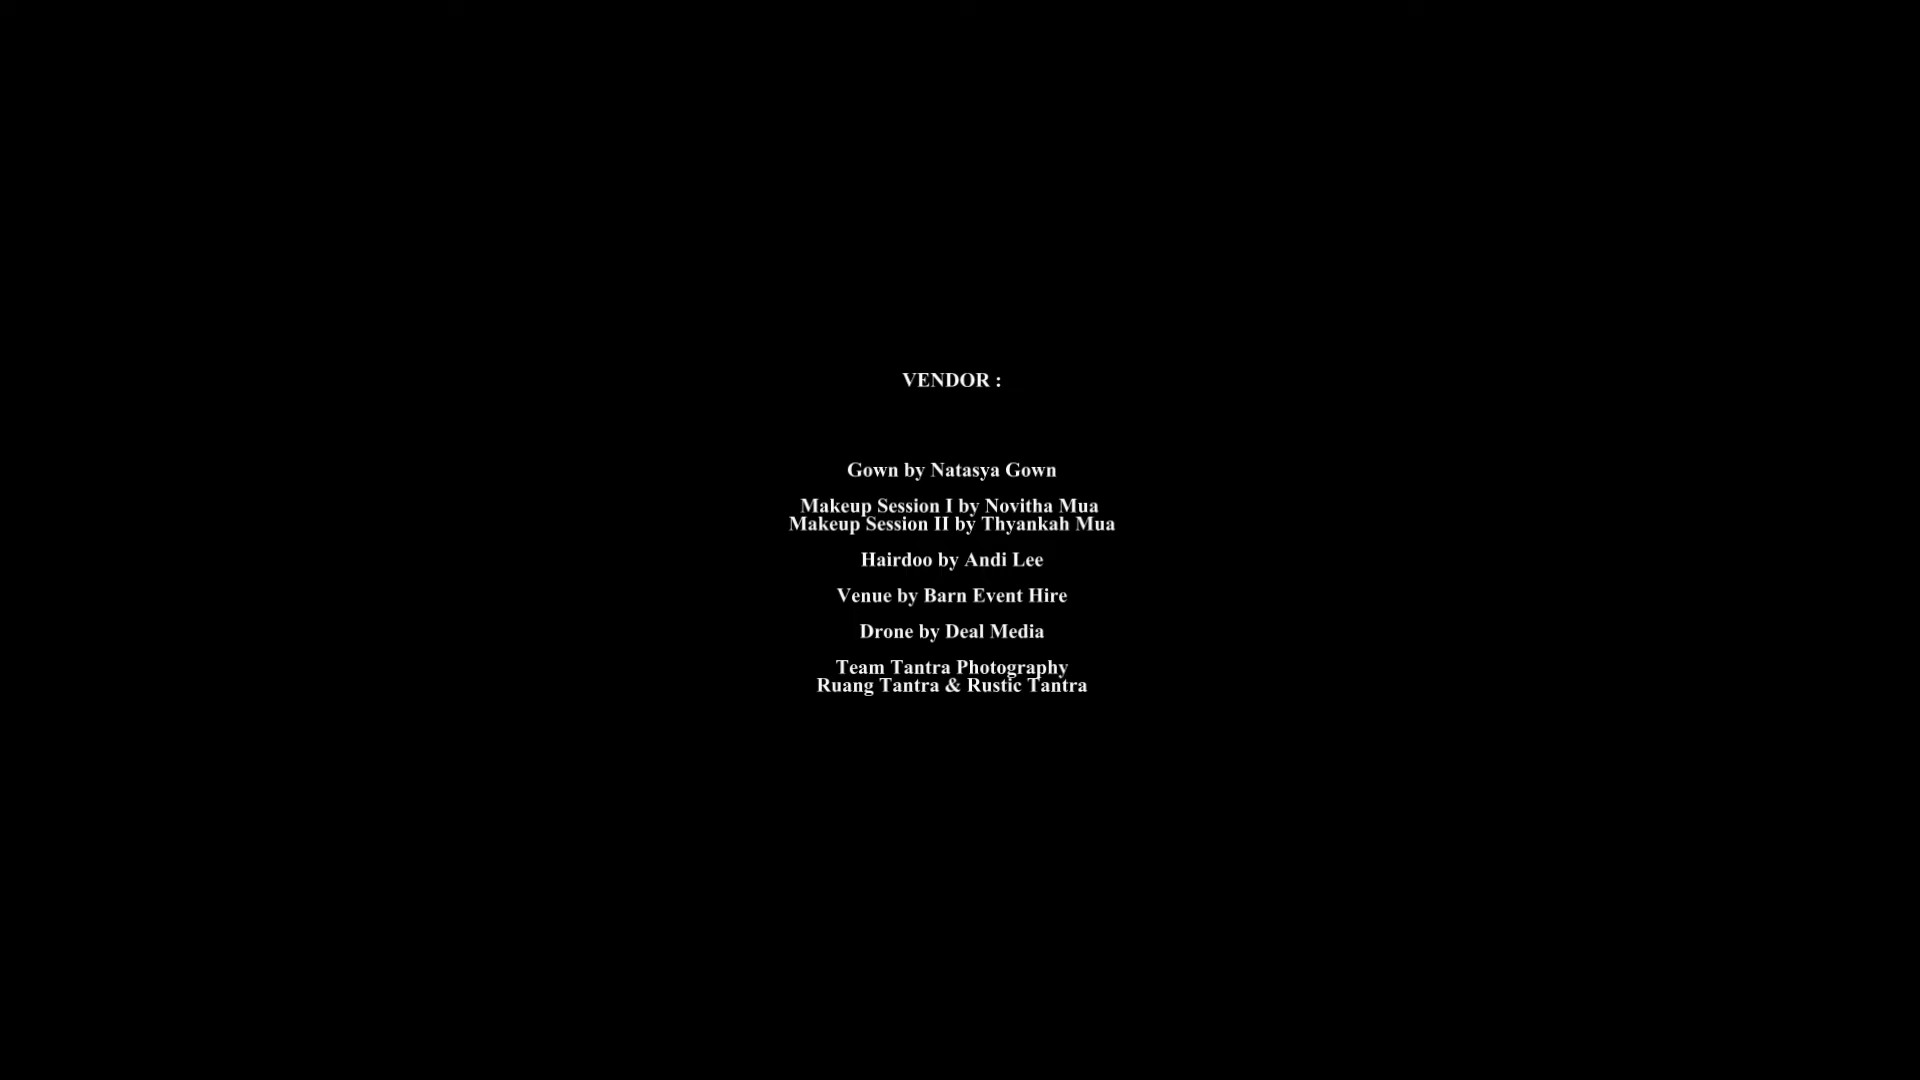 VENDOR :
Gown by Natasya Gown
Makeup Session I by Novitha Mua
Makeup Session II by Thyankah Mua
Hairdoo by Andi Lee
Venue by Barn Event Hire
Drone by Deal Media
Team Tantra Photography
Ruang Tantra & Rustic Tantra